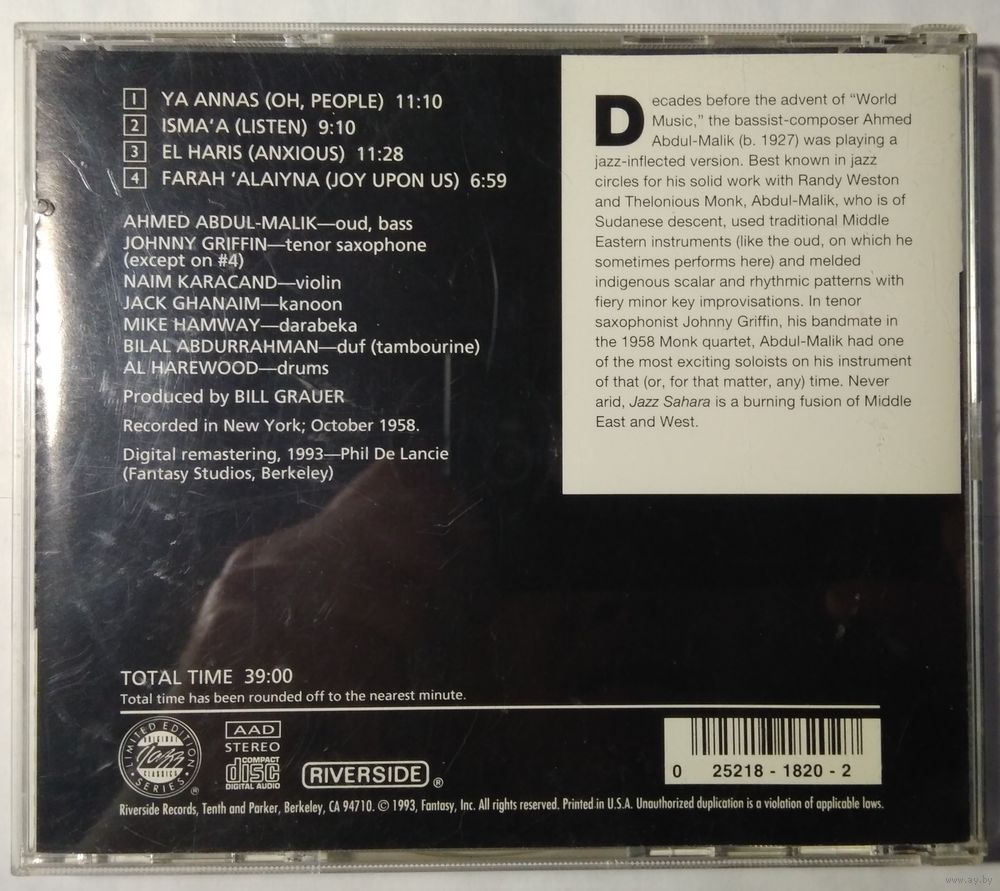 1 YA ANNAS (OH, PEOPLE) 11:10
2 ISMA'A (LISTEN) 9:10
3 EL HARIS (ANXIOUS) 11:28
4 FARAH 'ALAIYNA (JOY UPON US) 6:59
AHMED ABDUL-MALIK—oud, bass
JOHNNY GRIFFIN—tenor saxophone
(except on #4)
NAIM KARACAND—violin
JACK GHANAIM—kanoon
MIKE HAMWAY—darabeka
BILAL ABDURRAHMAN—duf (tambourine)
AL HAREWOOD—drums
Produced by BILL GRAUER
Recorded in New York; October 1958.
Digital remastering, 1993—Phil De Lancie
(Fantasy Studios, Berkeley)
Decades before the advent of “World
Music,” the bassist-composer Ahmed
Abdul-Malik (b. 1927) was playing a
jazz-inflected version. Best known in jazz
circles for his solid work with Randy Weston
and Thelonious Monk, Abdul-Malik, who is of
Sudanese descent, used traditional Middle
Eastern instruments (like the oud, on which he
sometimes performs here) and melded
indigenous scalar and rhythmic patterns with
fiery minor key improvisations. In tenor
saxophonist Johnny Griffin, his bandmate in
the 1958 Monk quartet, Abdul-Malik had one
of the most exciting soloists on his instrument
of that (or, for that matter, any) time. Never
arid, Jazz Sahara is a burning fusion of Middle
East and West.
TOTAL TIME 39:00
Total time has been rounded off to the nearest minute.
LIMITED EDITION
ORIGINAL
Jazz
CLASSICS
SERIES
®
AAD
STEREO
COMPACT
disc
DIGITAL AUDIO
RIVERSIDE®
0 25218 - 1820 - 2
Riverside Records, Tenth and Parker, Berkeley, CA 94710. © 1993, Fantasy, Inc. All rights reserved. Printed in U.S.A. Unauthorized duplication is a violation of applicable laws.
www.ay.by